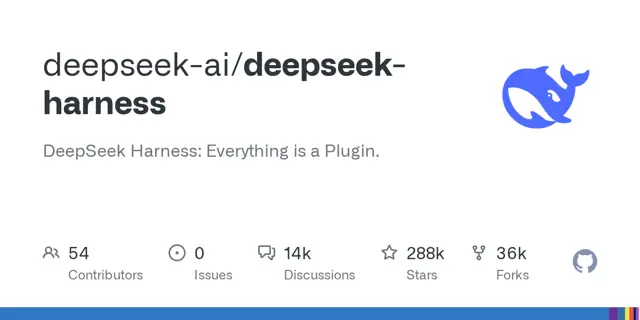 deepseek-ai/deepseek-
harness
DeepSeek Harness: Everything is a Plugin.
54 0 14k 288k 36k
Contributors Issues Discussions Stars Forks